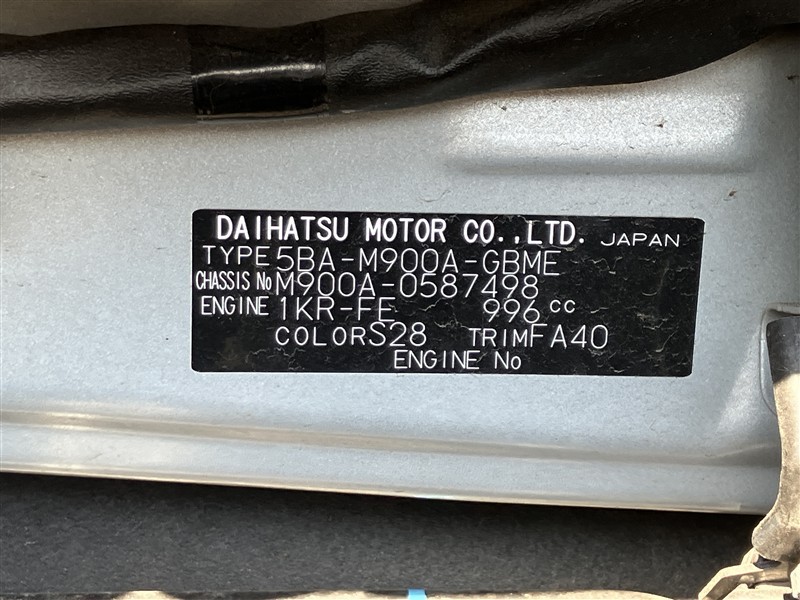 DAIHATSU MOTOR CO.,LTD. JAPAN
TYPE 5BA-M900A-GBME
CHASSIS No M900A-0587498
ENGINE 1KR-FE 996 cc
COLOR S28 TRIM FA40
ENGINE No